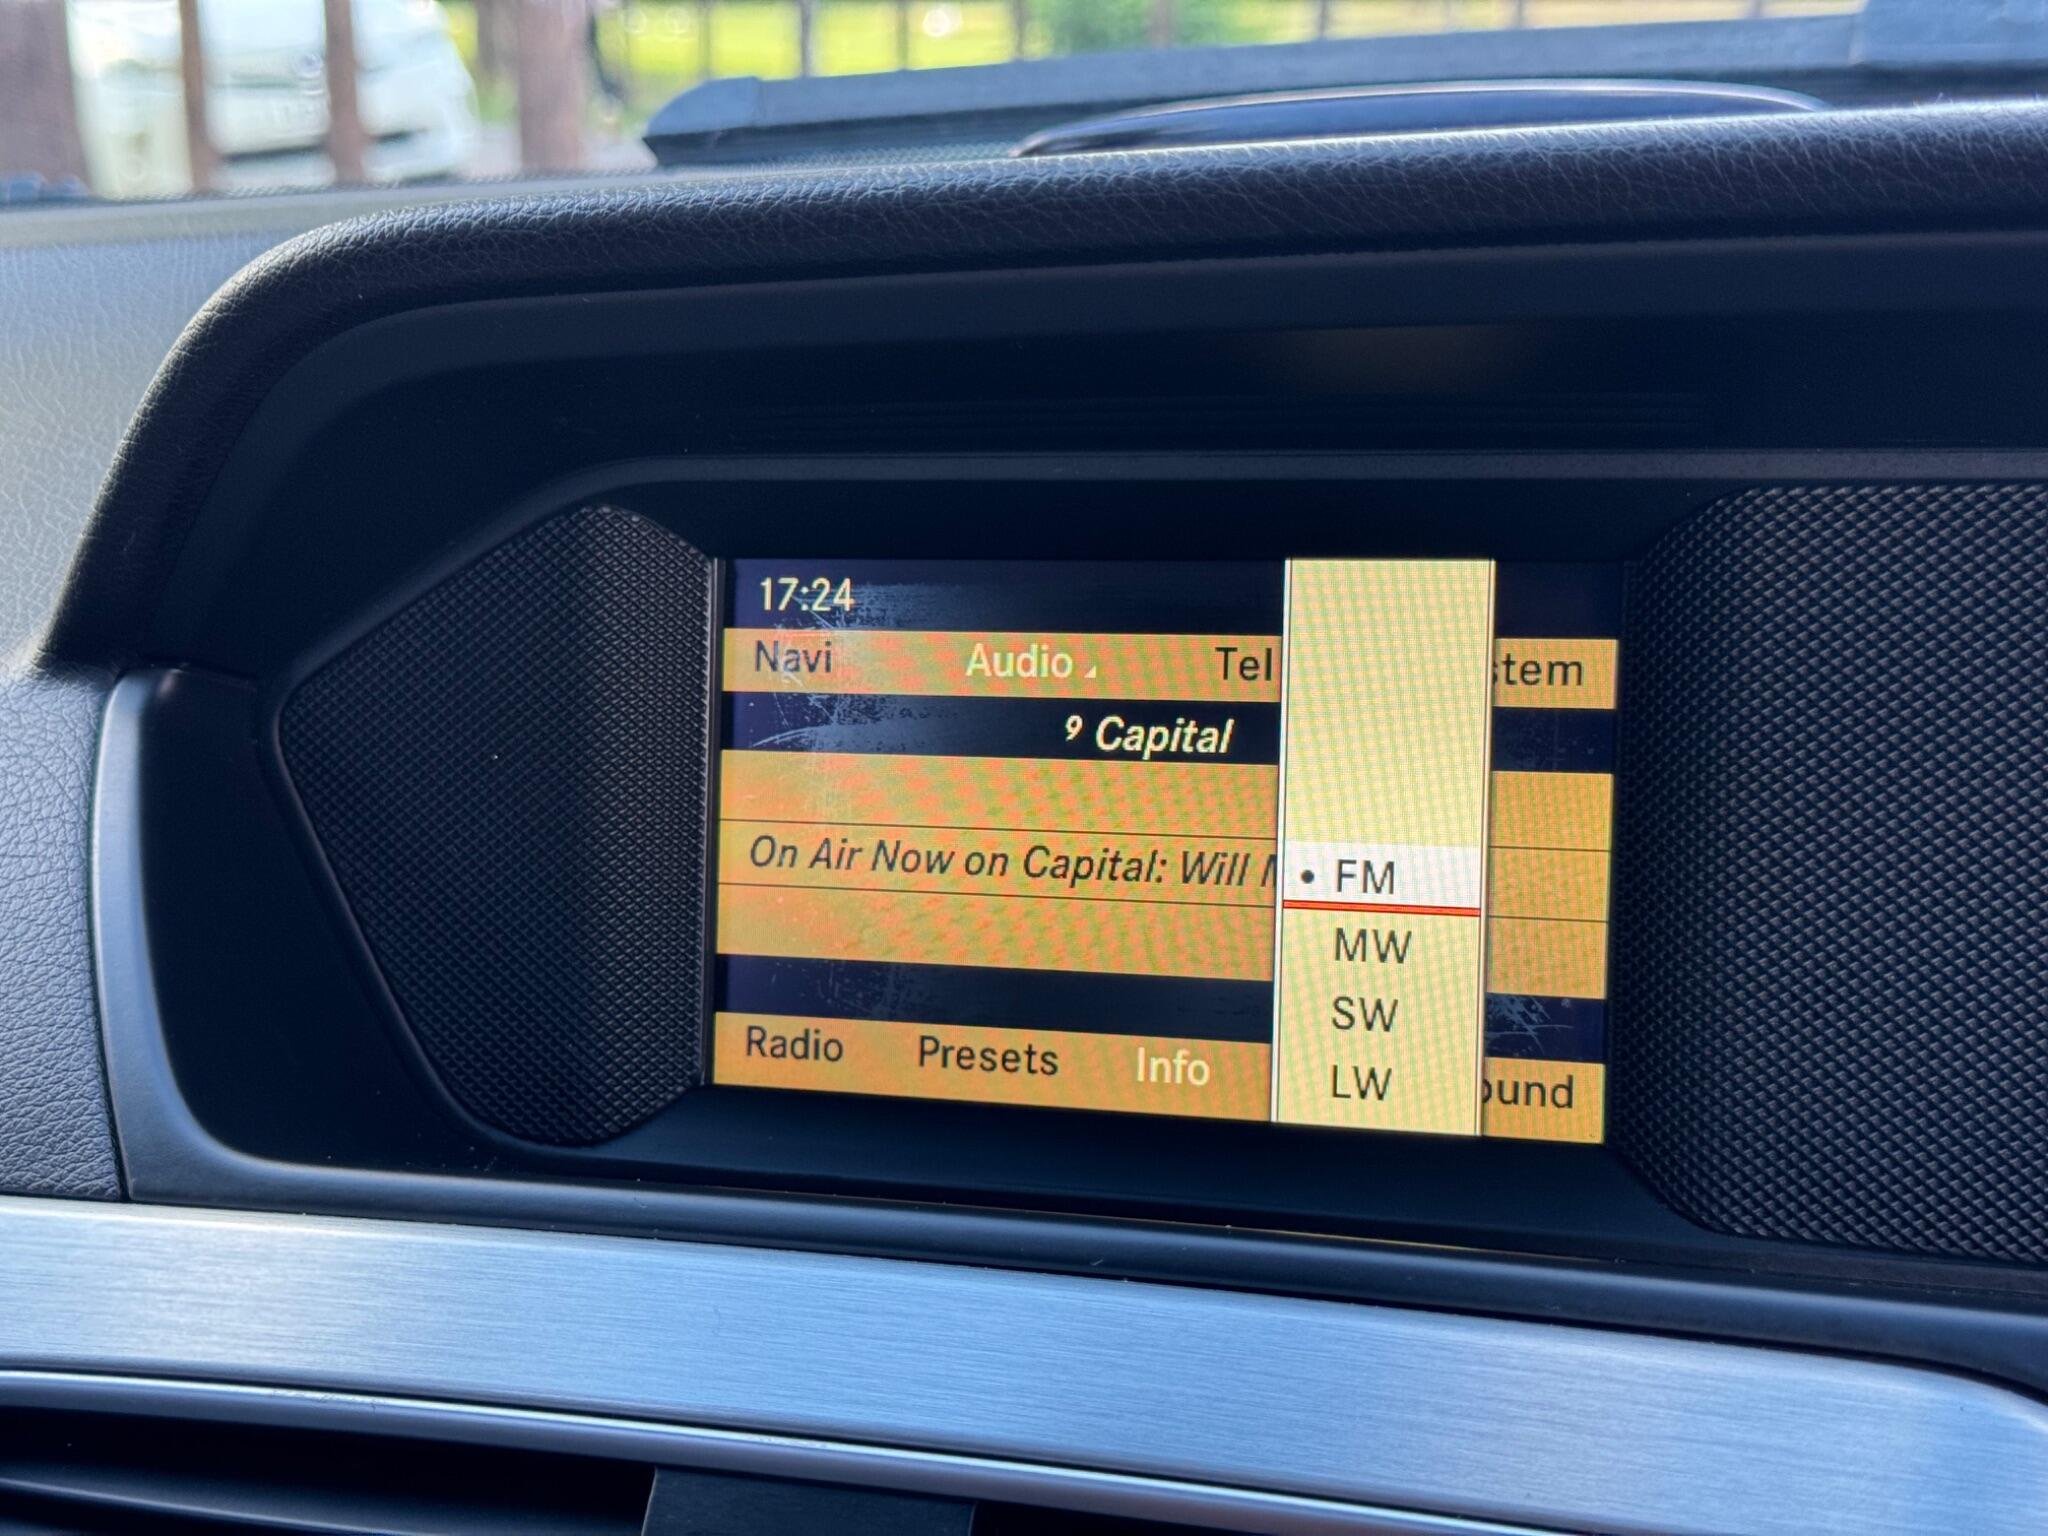 17:24
Navi Audio Tel stem
9 Capital
On Air Now on Capital: Will
• FM
MW
SW
LW
Radio Presets Info ound